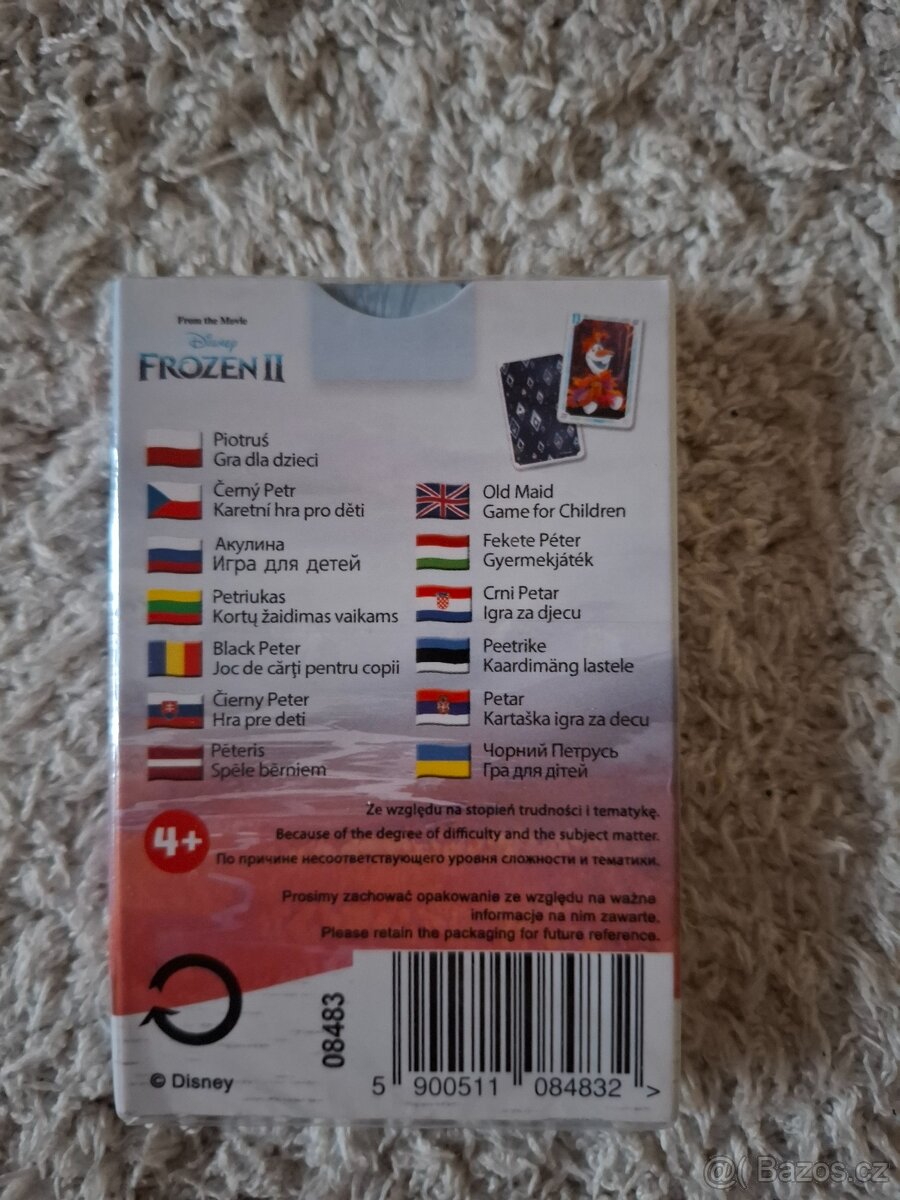 From the Movie
Disney
FROZEN II
Piotruś
Gra dla dzieci
Černý Petr
Karetní hra pro děti
Акулина
Игра для детей
Petriukas
Kortų žaidimas vaikams
Black Peter
Joc de cărţi pentru copii
Čierny Peter
Hra pre deti
Pēteris
Spēle bērniem
Old Maid
Game for Children
Fekete Péter
Gyermekjáték
Crni Petar
Igra za djecu
Peetrike
Kaardimäng lastele
Petar
Kartaška igra za decu
Чорний Петрусь
Гра для дітей
4+
Ze względu na stopień trudności i tematykę.
Because of the degree of difficulty and the subject matter.
По причине несоответствующего уровня сложности и тематики.
Prosimy zachować opakowanie ze względu na ważne
informacje na nim zawarte.
Please retain the packaging for future reference.
08483
© Disney
5 900511 084832 >
@( Bazos.cz